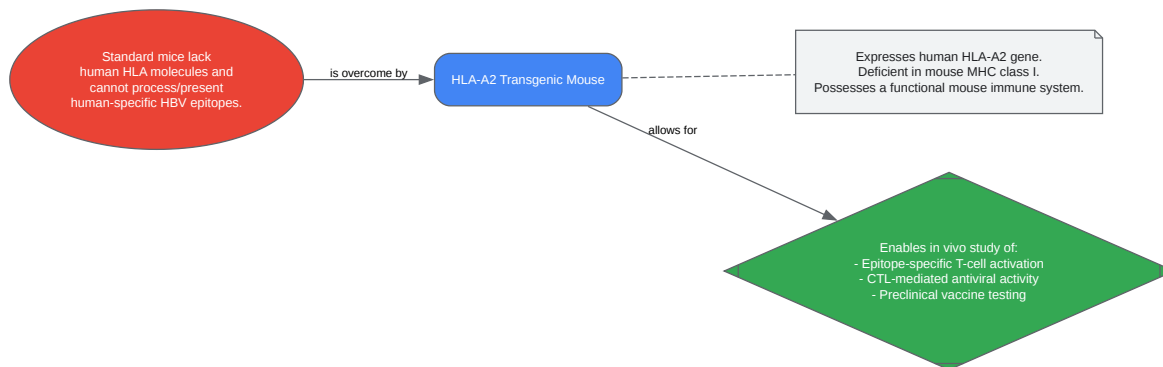 Standard mice lack
human HLA molecules and
cannot process/present
human-specific HBV epitopes.
is overcome by
HLA-A2 Transgenic Mouse
Expresses human HLA-A2 gene.
Deficient in mouse MHC class I.
Possesses a functional mouse immune system.
allows for
Enables in vivo study of:
- Epitope-specific T-cell activation
- CTL-mediated antiviral activity
- Preclinical vaccine testing